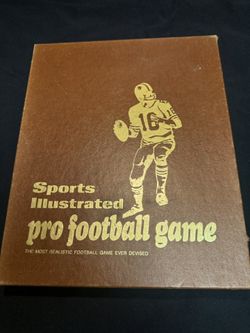 16
Sports
Illustrated
pro football game
THE MOST REALISTIC FOOTBALL GAME EVER DEVISED